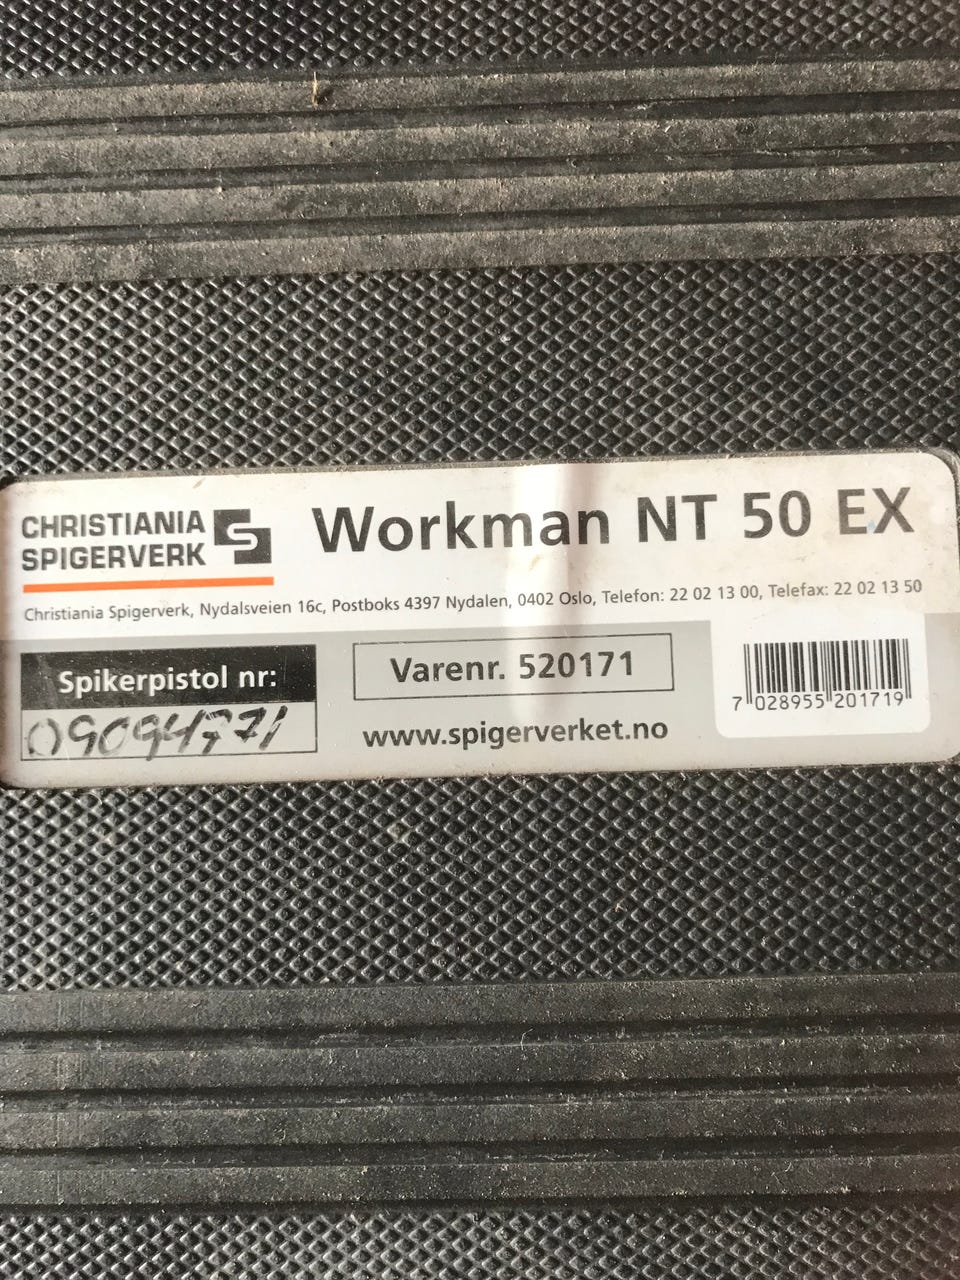 CHRISTIANIA
SPIGERVERK
Workman NT 50 EX
Christiania Spigerverk, Nydalsveien 16c, Postboks 4397 Nydalen, 0402 Oslo, Telefon: 22 02 13 00, Telefax: 22 02 13 50
Spikerpistol nr:
09094771
Varenr. 520171
www.spigerverket.no
7 028955 201719